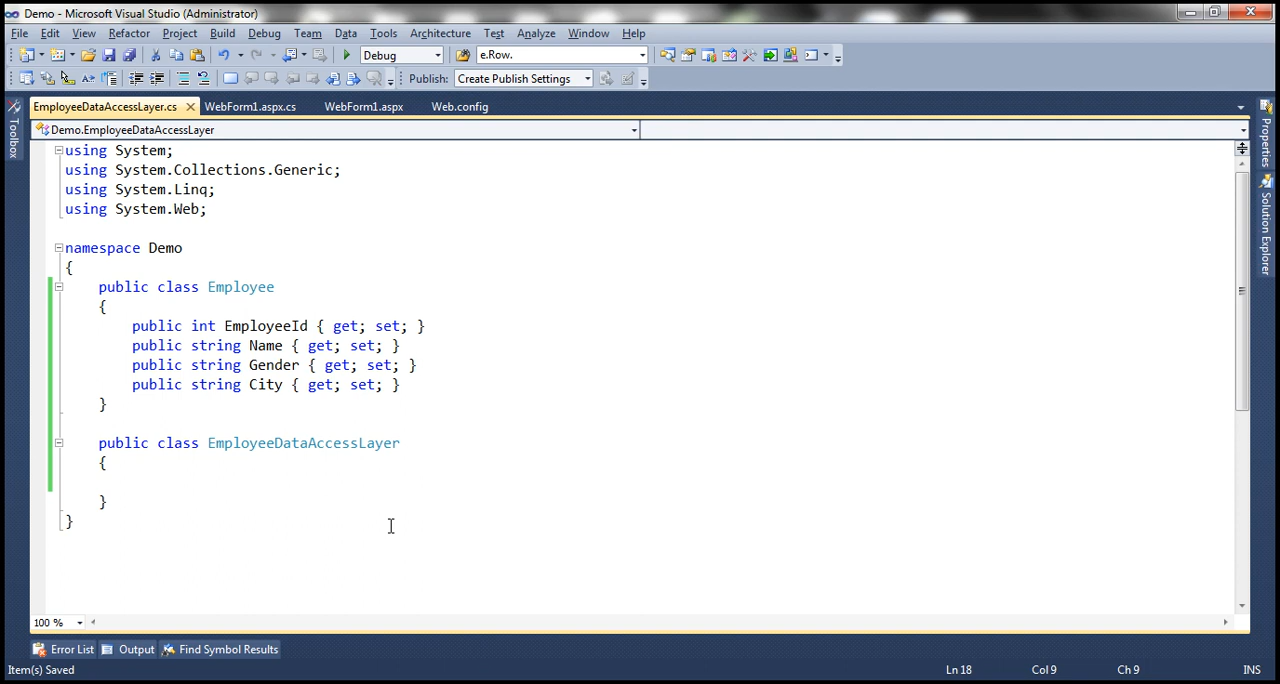 Demo - Microsoft Visual Studio (Administrator)
File Edit View Refactor Project Build Debug Team Data Tools Architecture Test Analyze Window Help
Debug e.Row.
Publish: Create Publish Settings
EmployeeDataAccessLayer.cs WebForm1.aspx.cs WebForm1.aspx Web.config
Demo.EmployeeDataAccessLayer
Toolbox
Properties
Solution Explorer
using System;
using System.Collections.Generic;
using System.Linq;
using System.Web;
namespace Demo
{
public class Employee
{
public int EmployeeId { get; set; }
public string Name { get; set; }
public string Gender { get; set; }
public string City { get; set; }
}
public class EmployeeDataAccessLayer
{
}
}
100 %
Error List Output Find Symbol Results
Item(s) Saved Ln 18 Col 9 Ch 9 INS